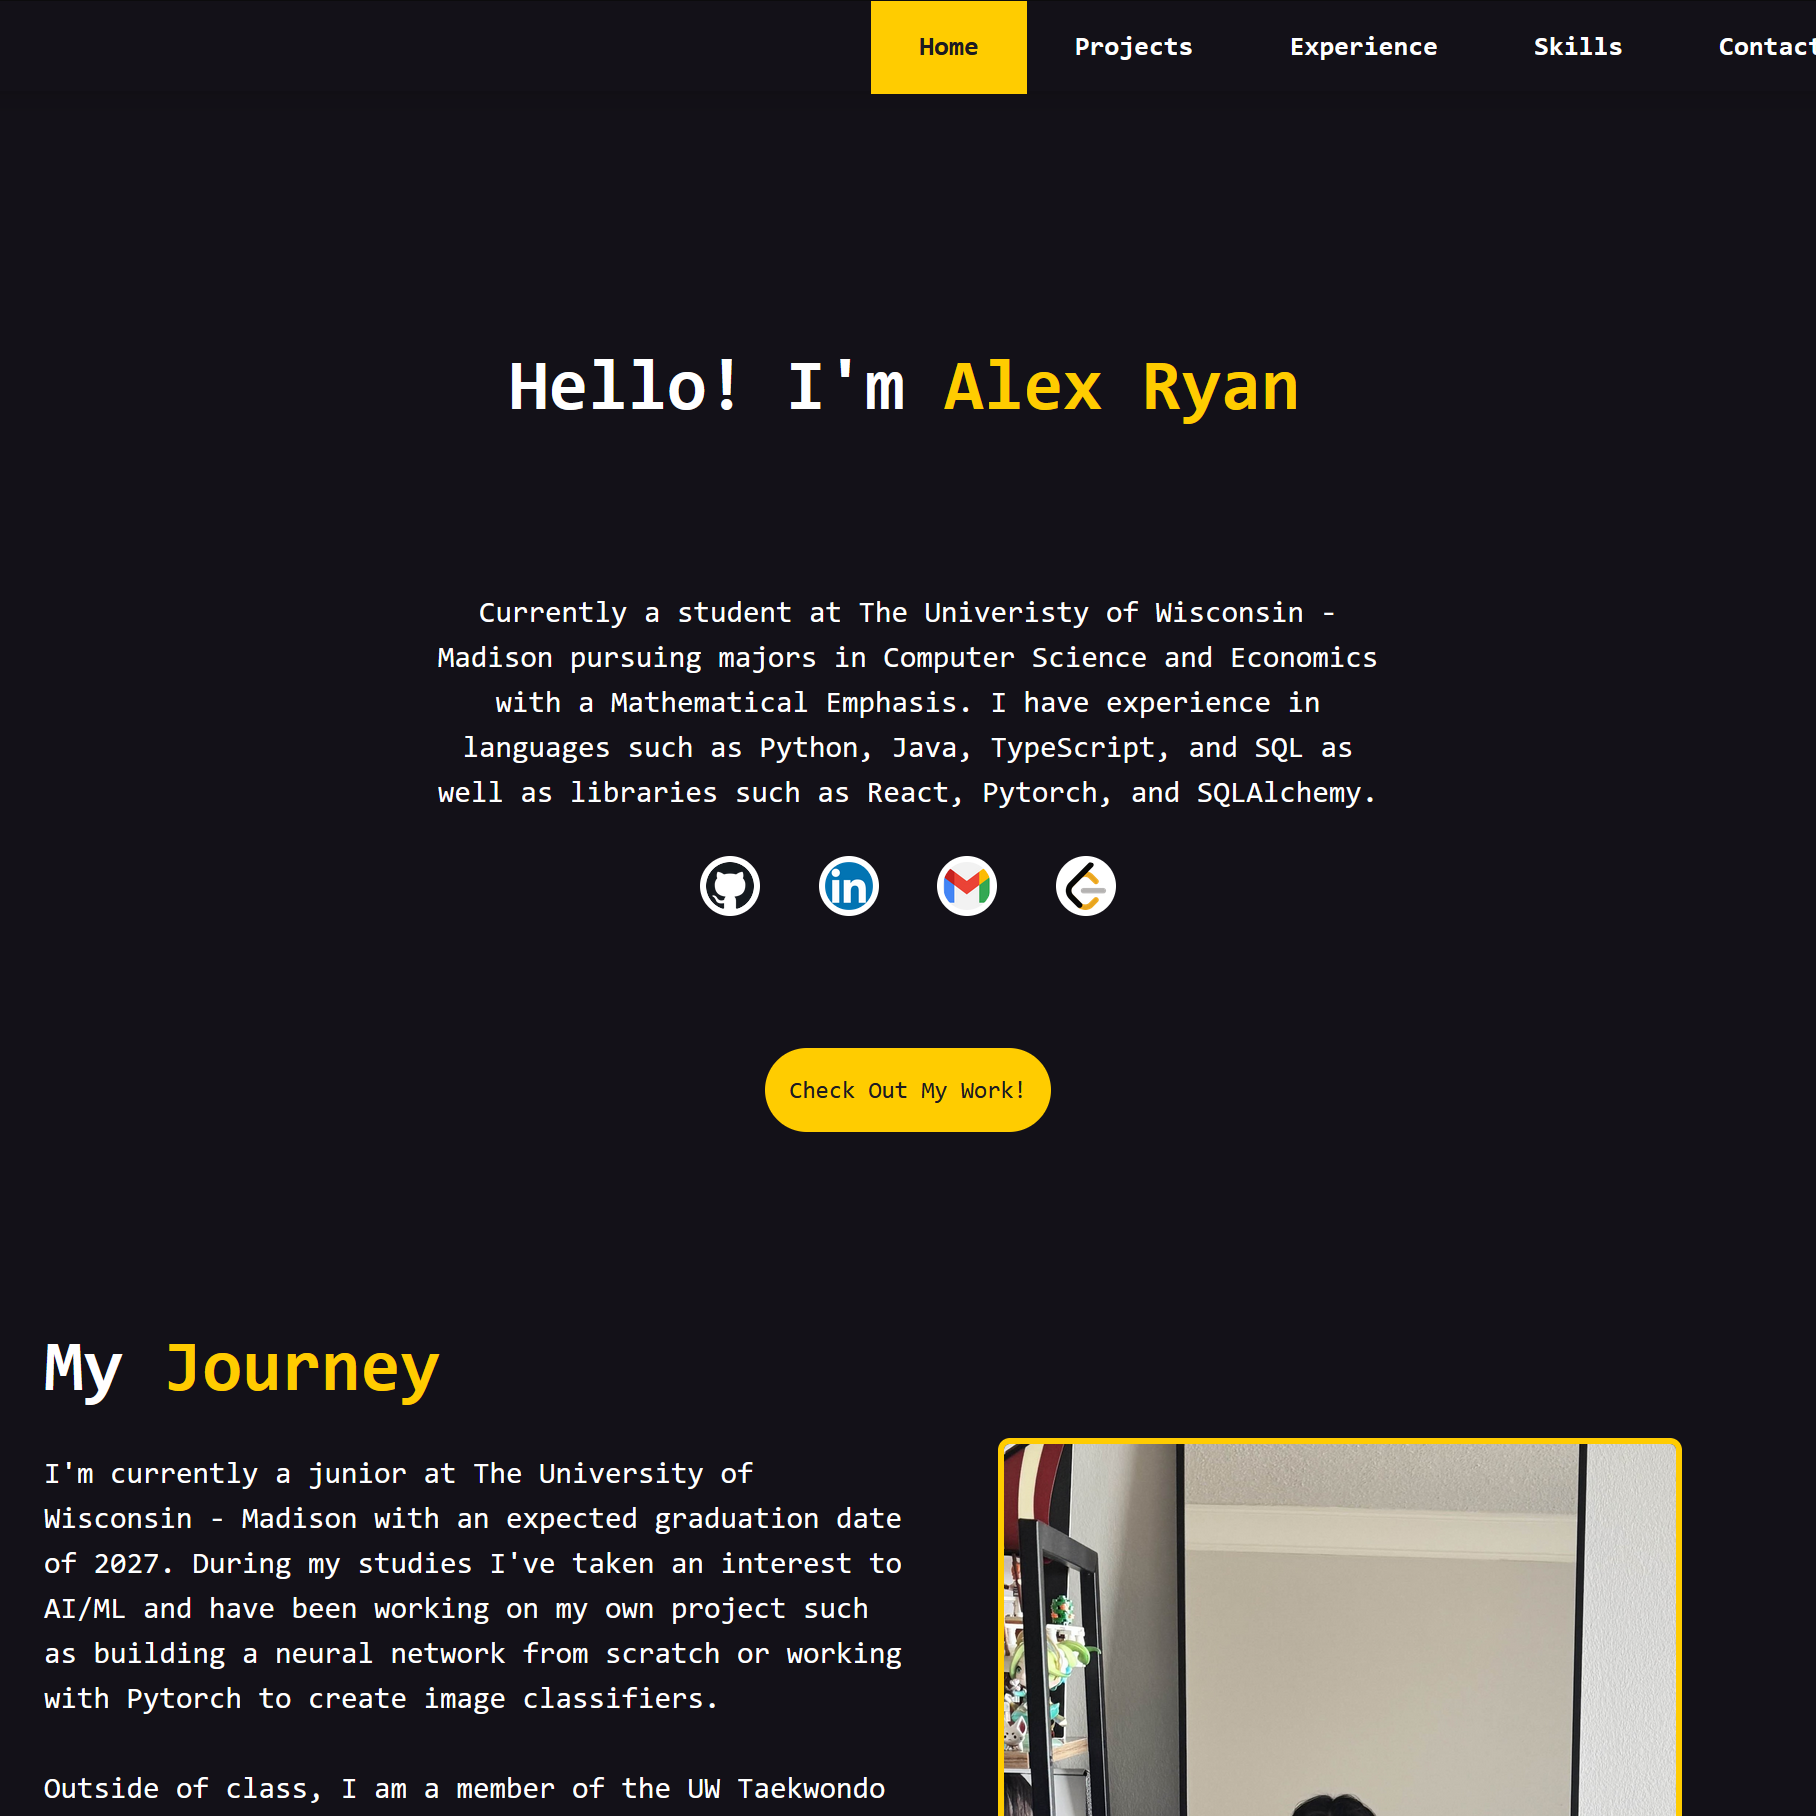 Home Projects Experience Skills Contact
Hello! I'm Alex Ryan
Currently a student at The Univeristy of Wisconsin -
Madison pursuing majors in Computer Science and Economics
with a Mathematical Emphasis. I have experience in
languages such as Python, Java, TypeScript, and SQL as
well as libraries such as React, Pytorch, and SQLAlchemy.
in
Check Out My Work!
My Journey
I'm currently a junior at The University of
Wisconsin - Madison with an expected graduation date
of 2027. During my studies I've taken an interest to
AI/ML and have been working on my own project such
as building a neural network from scratch or working
with Pytorch to create image classifiers.
Outside of class, I am a member of the UW Taekwondo